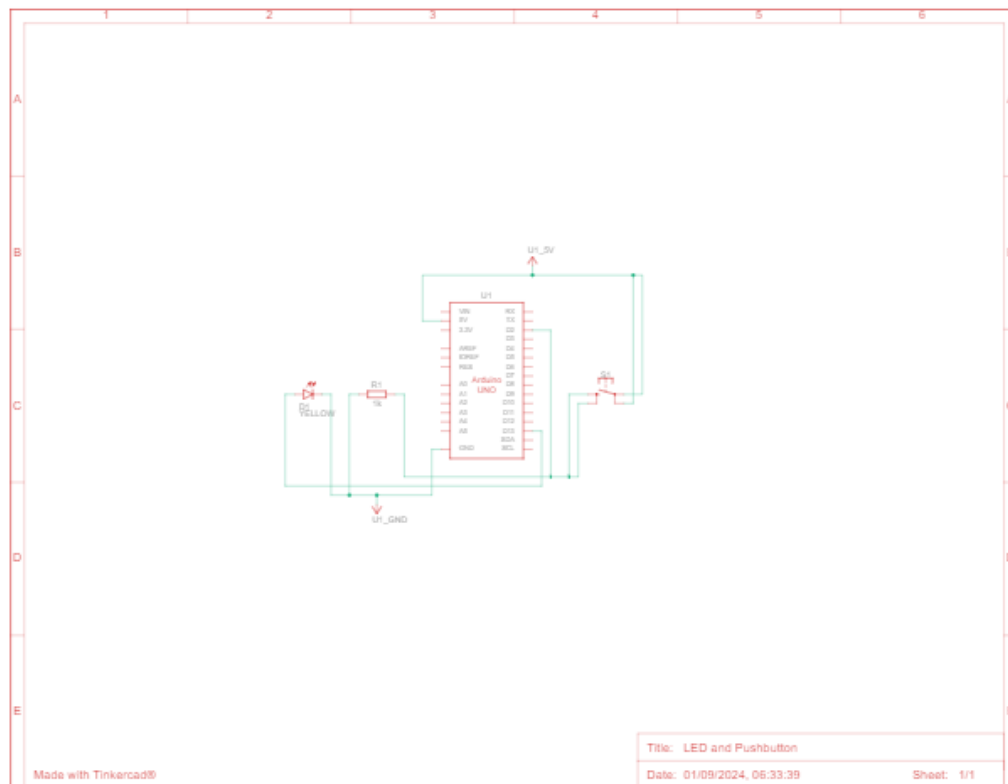 1 2 3 4 5 6
A
B
U1_5V
U1
VIN RX
5V TX
3.3V D2
D3
AREF D4
IOREF D5
RES D6
D7
A0 D8
A1 D9
A2 D10
A3 D11
A4 D12
A5 D13
SDA
GND SCL
Arduino
UNO
C
D1
YELLOW
R1
1k
S1
U1_GND
D
E
Title: LED and Pushbutton
Made with Tinkercad®
Date: 01/09/2024, 06:33:39
Sheet: 1/1